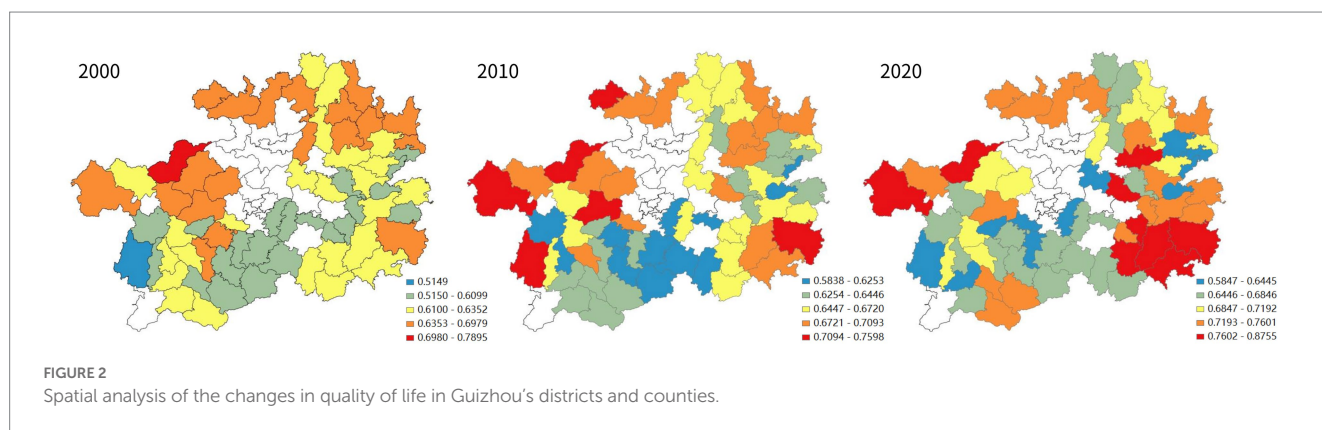 2000
2010
2020
0.5149
0.5150 - 0.6099
0.6100 - 0.6352
0.6353 - 0.6979
0.6980 - 0.7895
0.5838 - 0.6253
0.6254 - 0.6446
0.6447 - 0.6720
0.6721 - 0.7093
0.7094 - 0.7598
0.5847 - 0.6445
0.6446 - 0.6846
0.6847 - 0.7192
0.7193 - 0.7601
0.7602 - 0.8755
FIGURE 2
Spatial analysis of the changes in quality of life in Guizhou's districts and counties.